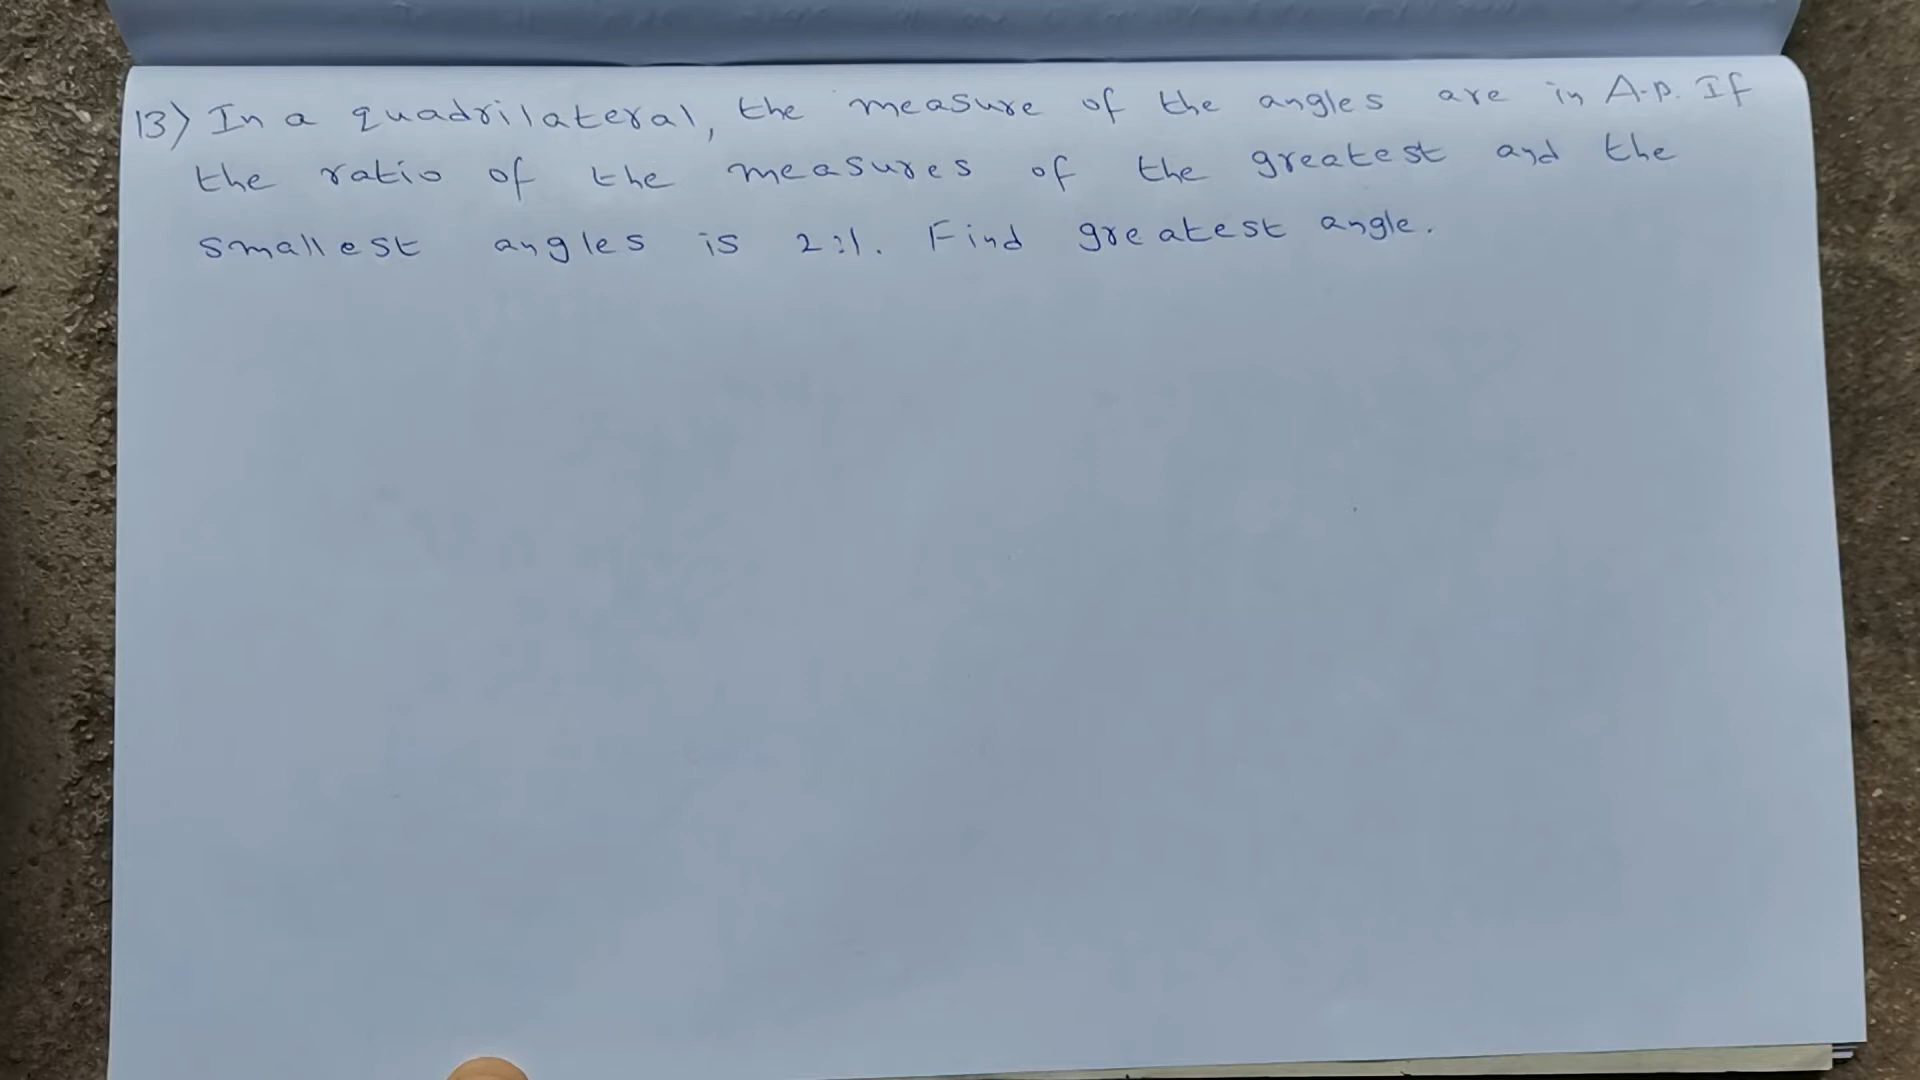 13) In a quadrilateral, the measure of the angles are in A.P. If
the ratio of the measures of the greatest and the
smallest angles is 2:1. Find greatest angle.